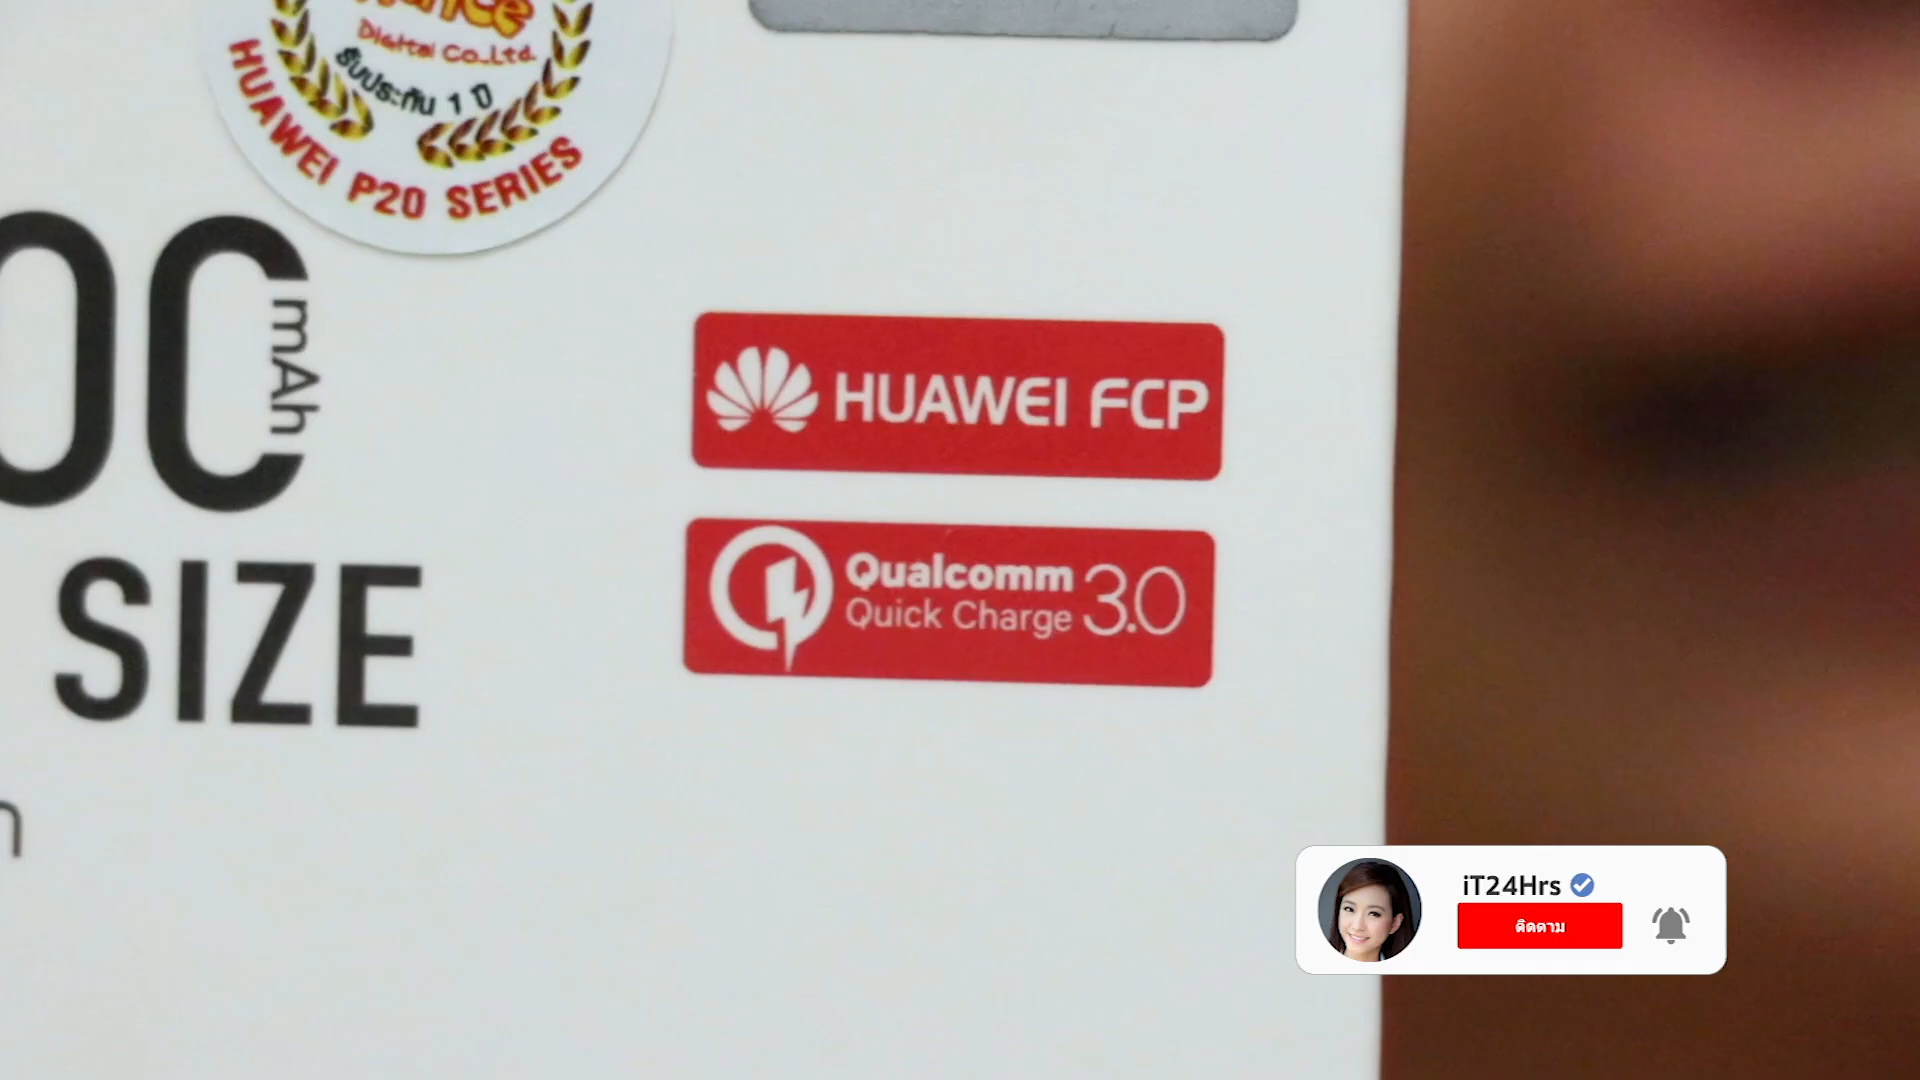 Digital Co.,Ltd.
รับประกัน 1 ปี
HUAWEI P20 SERIES
mAh
HUAWEI FCP
Qualcomm
Quick Charge 3.0
SIZE
iT24Hrs
ติดตาม